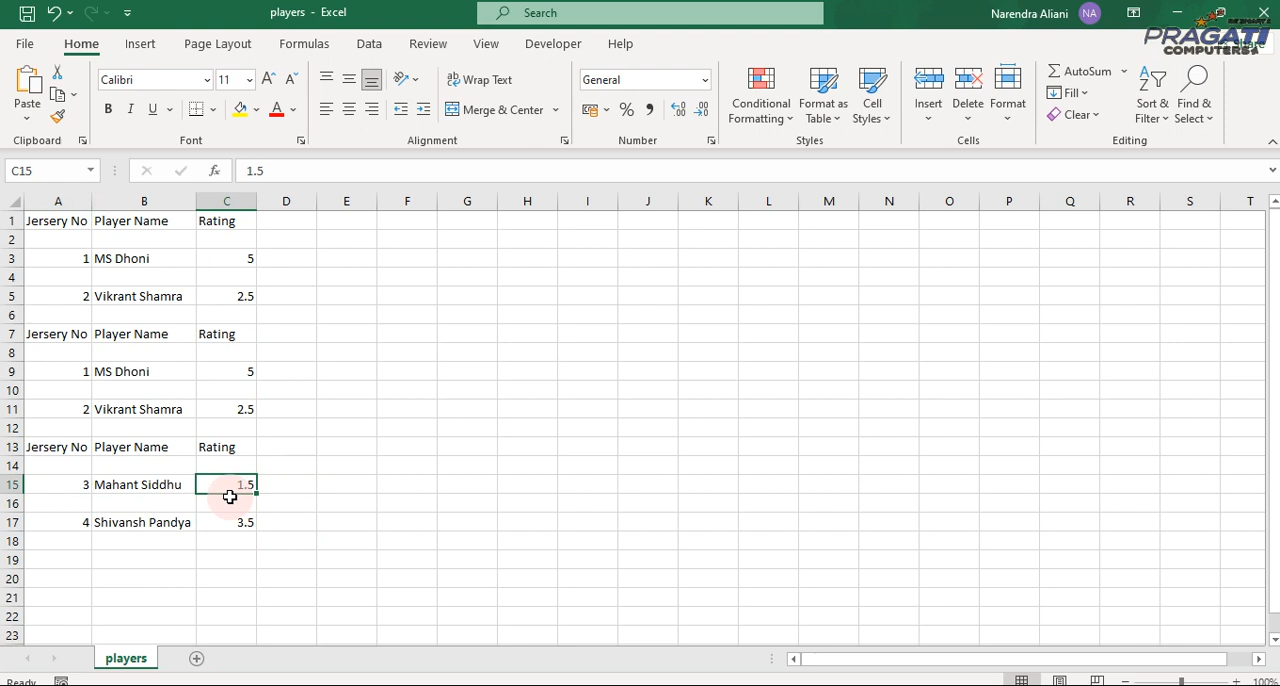 players - Excel
Search
Narendra Aliani NA
PRAGATI
COMPUTERS
File Home Insert Page Layout Formulas Data Review View Developer Help
Paste
Clipboard
Calibri 11
B I U
Font
Wrap Text
Merge & Center
Alignment
General
Number
Conditional Formatting
Format as Table
Cell Styles
Styles
Insert
Delete
Format
Cells
AutoSum
Fill
Clear
Sort & Filter
Find & Select
Editing
C15 fx 1.5
A B C D E F G H I J K L M N O P Q R S T
1 Jersery No Player Name Rating
2
3 1 MS Dhoni 5
4
5 2 Vikrant Shamra 2.5
6
7 Jersery No Player Name Rating
8
9 1 MS Dhoni 5
10
11 2 Vikrant Shamra 2.5
12
13 Jersery No Player Name Rating
14
15 3 Mahant Siddhu 1.5
16
17 4 Shivansh Pandya 3.5
18
19
20
21
22
23
players
Ready
100%